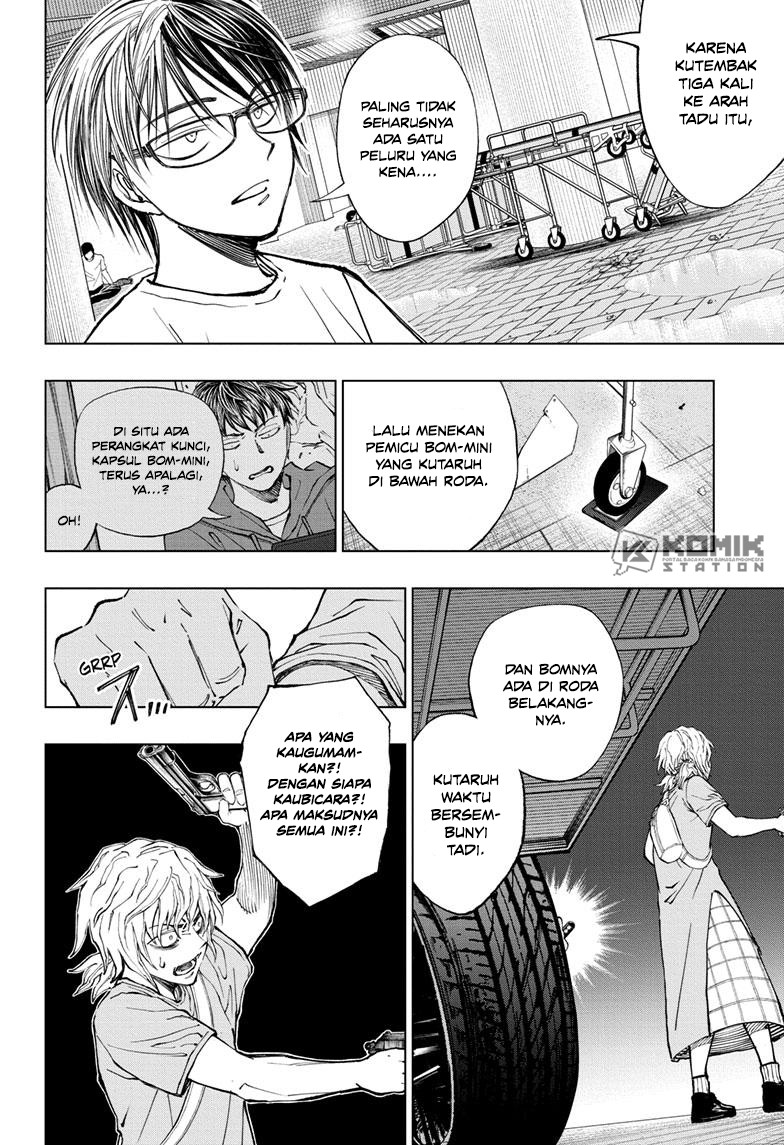 KARENA
KUTEMBAK
TIGA KALI
KE ARAH
TADU ITU,
PALING TIDAK
SEHARUSNYA
ADA SATU
PELURU YANG
KENA....
LALU MENEKAN
PEMICU BOM-MINI
YANG KUTARUH
DI BAWAH RODA.
DI SITU ADA
PERANGKAT KUNCI,
KAPSUL BOM-MINI,
TERUS APALAGI,
YA...?
OH!
KOMIK
STATION
DAN BOMNYA
ADA DI RODA
BELAKANG-
NYA.
KUTARUH
WAKTU
BERSEM-
BUNYI
TADI.
GRRP
APA YANG
KAUGUMAM-
KAN?!
DENGAN SIAPA
KAUBICARA?!
APA MAKSUDNYA
SEMUA INI?!